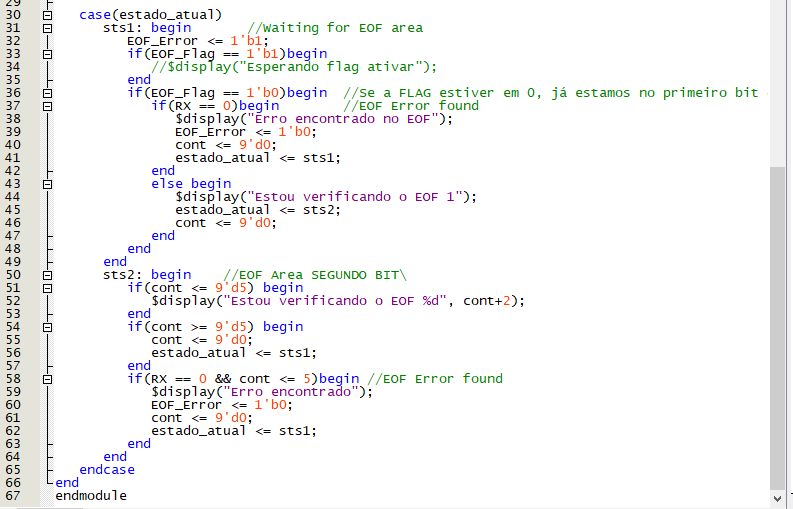 29
30 case(estado_atual)
31 sts1: begin //Waiting for EOF area
32 EOF_Error <= 1'b1;
33 if(EOF_Flag == 1'b1)begin
34 //$display("Esperando flag ativar");
35 end
36 if(EOF_Flag == 1'b0)begin //Se a FLAG estiver em 0, já estamos no primeiro bit
37 if(RX == 0)begin //EOF Error found
38 $display("Erro encontrado no EOF");
39 EOF_Error <= 1'b0;
40 cont <= 9'd0;
41 estado_atual <= sts1;
42 end
43 else begin
44 $display("Estou verificando o EOF 1");
45 estado_atual <= sts2;
46 cont <= 9'd0;
47 end
48 end
49 end
50 sts2: begin //EOF Area SEGUNDO BIT\
51 if(cont <= 9'd5) begin
52 $display("Estou verificando o EOF %d", cont+2);
53 end
54 if(cont >= 9'd5) begin
55 cont <= 9'd0;
56 estado_atual <= sts1;
57 end
58 if(RX == 0 && cont <= 5)begin //EOF Error found
59 $display("Erro encontrado");
60 EOF_Error <= 1'b0;
61 cont <= 9'd0;
62 estado_atual <= sts1;
63 end
64 end
65 endcase
66 end
67 endmodule